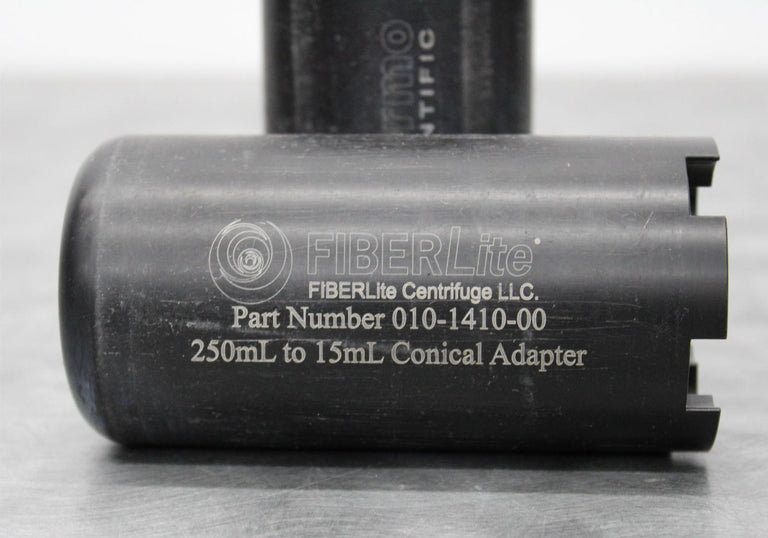 FIBERLite
FIBERLite Centrifuge LLC.
Part Number 010-1410-00
250mL to 15mL Conical Adapter